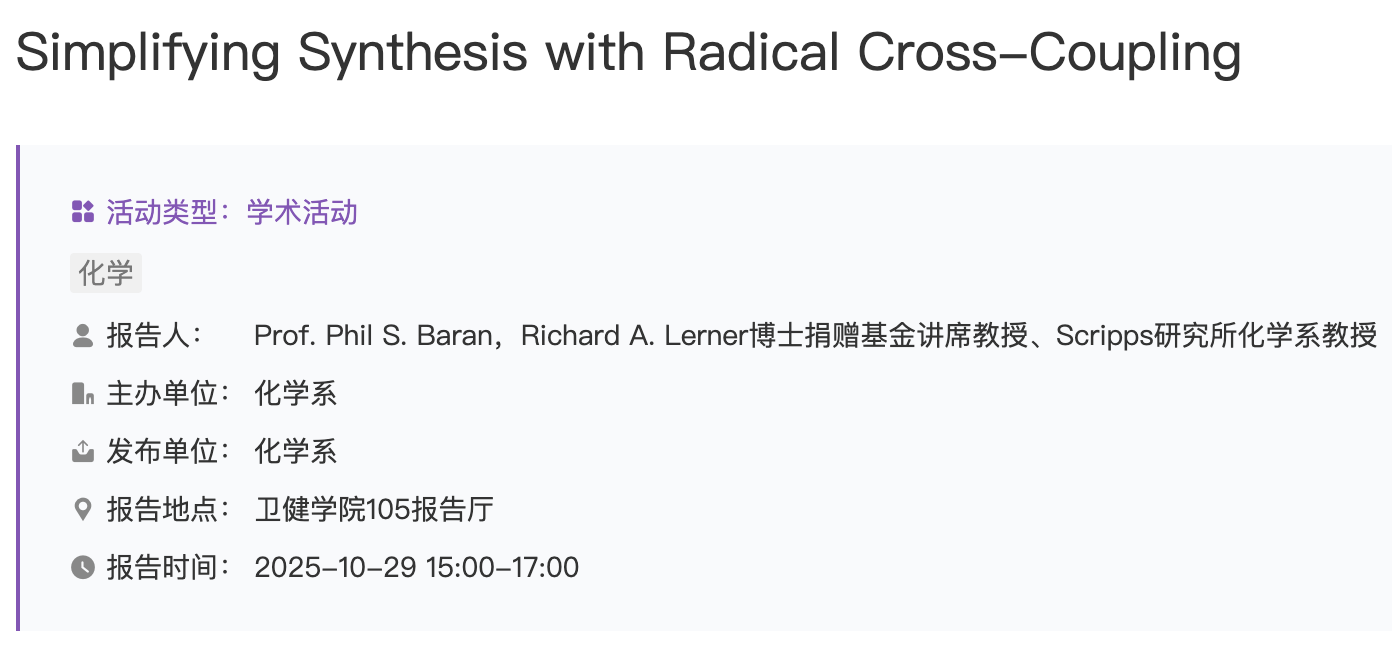 Simplifying Synthesis with Radical Cross-Coupling
活动类型：学术活动
化学
报告人： Prof. Phil S. Baran，Richard A. Lerner博士捐赠基金讲席教授、Scripps研究所化学系教授
主办单位： 化学系
发布单位： 化学系
报告地点： 卫健学院105报告厅
报告时间： 2025-10-29 15:00-17:00